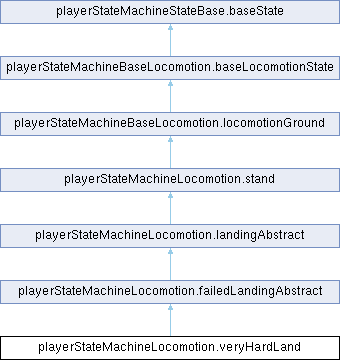 playerStateMachineStateBase.baseState
playerStateMachineBaseLocomotion.baseLocomotionState
playerStateMachineBaseLocomotion.locomotionGround
playerStateMachineLocomotion.stand
playerStateMachineLocomotion.landingAbstract
playerStateMachineLocomotion.failedLandingAbstract
playerStateMachineLocomotion.veryHardLand